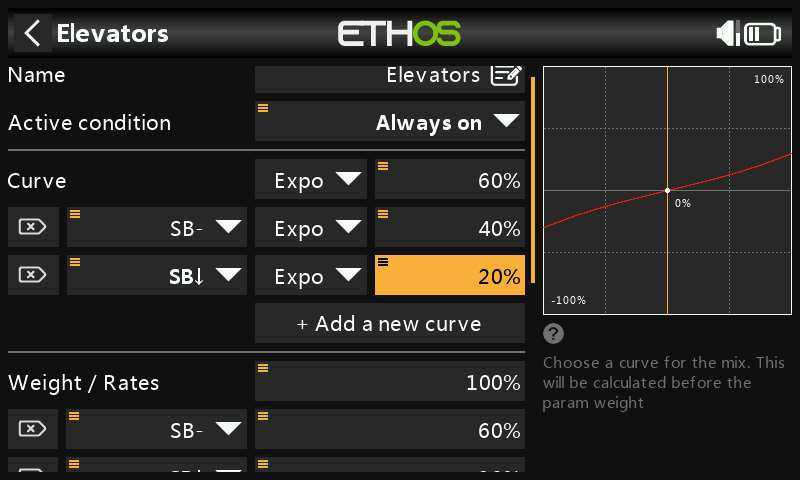 Elevators
ETHOS
Name
Elevators
Active condition
Always on
Curve
Expo
60%
SB-
Expo
40%
SB↓
Expo
20%
+ Add a new curve
Weight / Rates
100%
SB-
60%
100%
0%
-100%
?
Choose a curve for the mix. This
will be calculated before the
param weight